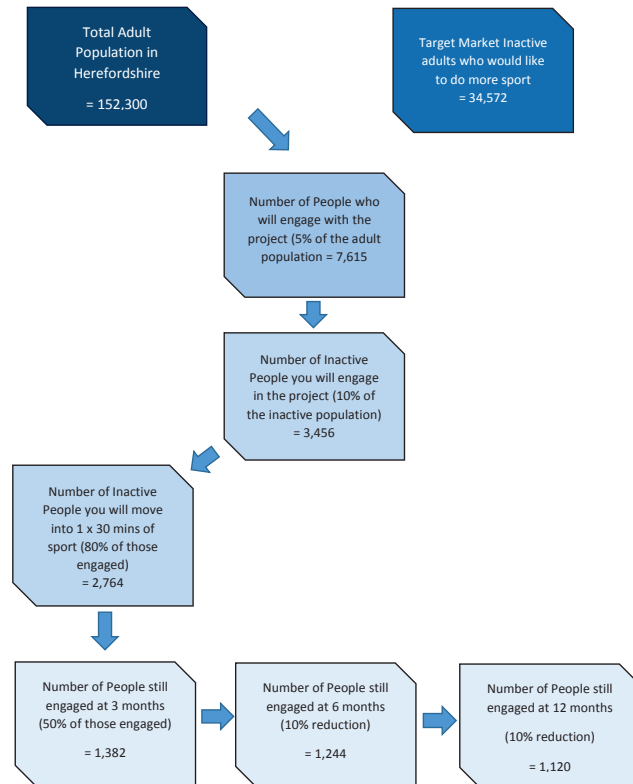 Total Adult
Population in
Herefordshire
= 152,300
Target Market Inactive
adults who would like
to do more sport
= 34,572
Number of People who
will engage with the
project (5% of the adult
population = 7,615
Number of Inactive
People you will engage
in the project (10% of
the inactive population)
= 3,456
Number of Inactive
People you will move
into 1 x 30 mins of
sport (80% of those
engaged)
= 2,764
Number of People still
engaged at 3 months
(50% of those engaged)
= 1,382
Number of People still
engaged at 6 months
(10% reduction)
= 1,244
Number of People still
engaged at 12 months
(10% reduction)
= 1,120